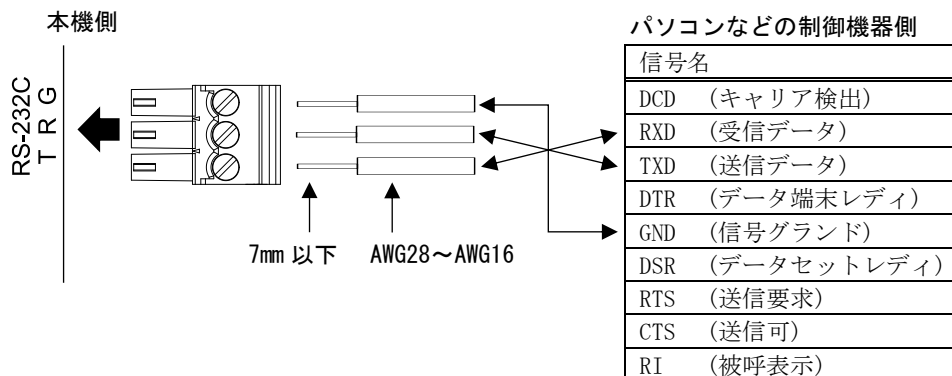 本機側
RS-232C
T R G
7mm 以下
AWG28～AWG16
パソコンなどの制御機器側
信号名
DCD （キャリア検出）
RXD （受信データ）
TXD （送信データ）
DTR （データ端末レディ）
GND （信号グランド）
DSR （データセットレディ）
RTS （送信要求）
CTS （送信可）
RI （被呼表示）